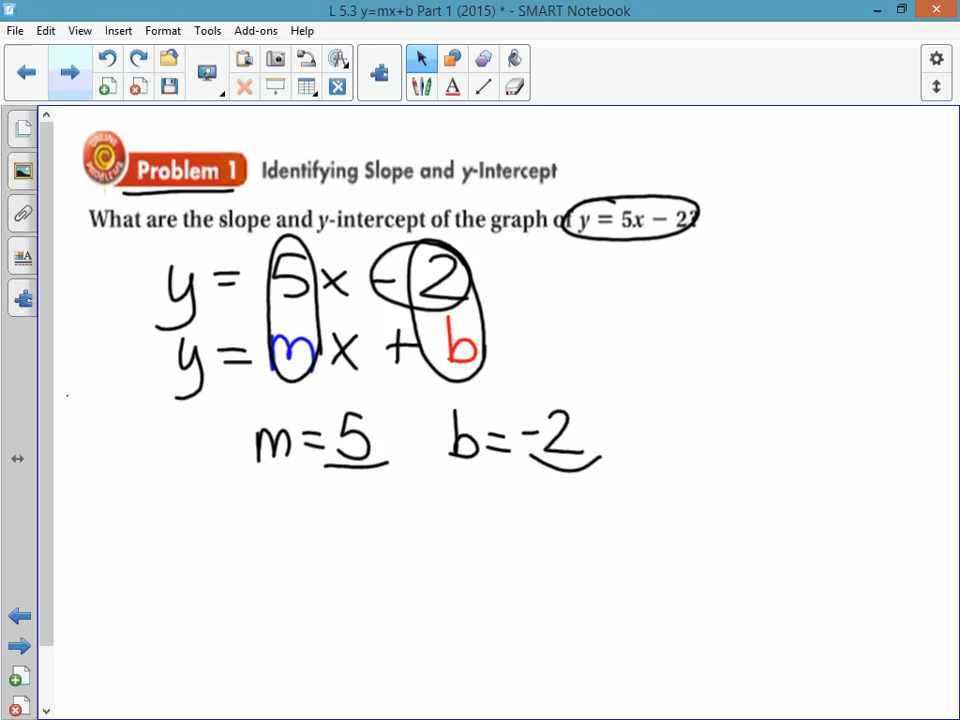 L 5.3 y=mx+b Part 1 (2015) * - SMART Notebook
File Edit View Insert Format Tools Add-ons Help
Problem 1 Identifying Slope and y-Intercept
What are the slope and y-intercept of the graph of y = 5x − 2?
y = 5x - 2
y = mx + b
m = 5 b = -2